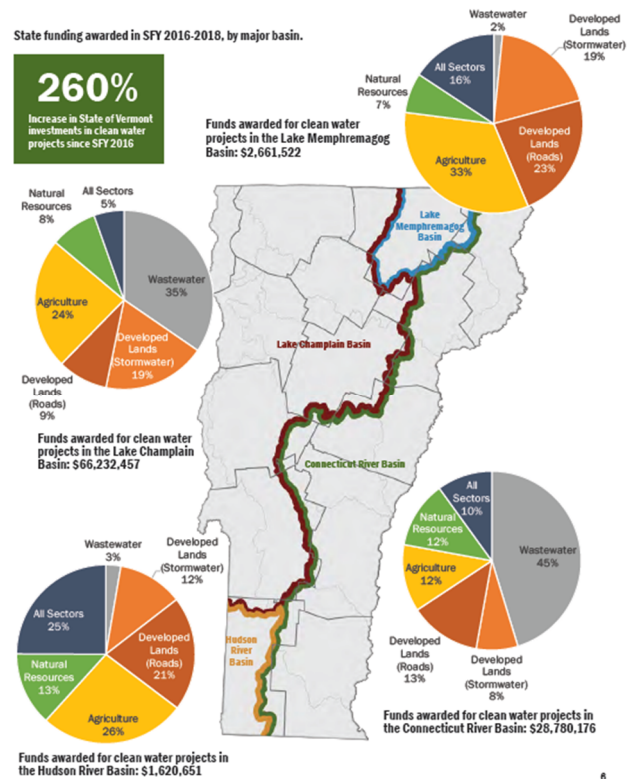 State funding awarded in SFY 2016-2018, by major basin.
260%
Increase in State of Vermont
investments in clean water
projects since SFY 2016
Wastewater
2%
Developed
Lands
(Stormwater)
19%
Developed
Lands
(Roads)
23%
Agriculture
33%
Natural
Resources
7%
All Sectors
16%
Funds awarded for clean water
projects in the Lake Memphremagog
Basin: $2,661,522
Natural
Resources
8%
All Sectors
5%
Wastewater
35%
Developed
Lands
(Stormwater)
19%
Developed
Lands
(Roads)
9%
Agriculture
24%
Funds awarded for clean water
projects in the Lake Champlain
Basin: $66,232,457
Lake
Memphremagog
Basin
Lake Champlain Basin
Connecticut River Basin
Hudson
River
Basin
All
Sectors
10%
Natural
Resources
12%
Agriculture
12%
Wastewater
45%
Developed
Lands
(Roads)
13%
Developed
Lands
(Stormwater)
8%
Funds awarded for clean water projects in
the Connecticut River Basin: $28,780,176
Wastewater
3%
Developed
Lands
(Stormwater)
12%
Developed
Lands
(Roads)
21%
Agriculture
26%
Natural
Resources
13%
All Sectors
25%
Funds awarded for clean water projects in
the Hudson River Basin: $1,620,651
6